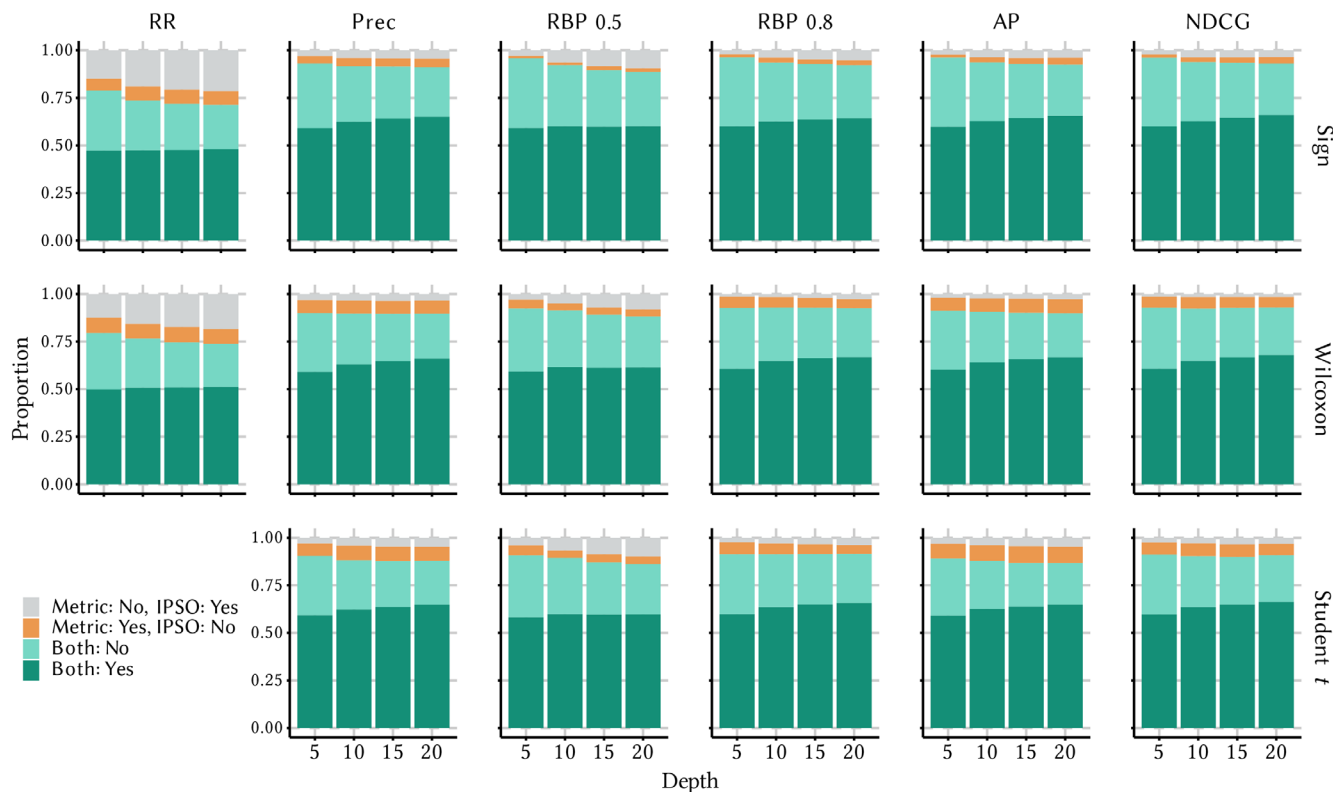 RR Prec RBP 0.5 RBP 0.8 AP NDCG
1.00
0.75
0.50
0.25
0.00
Sign
1.00
0.75
0.50
0.25
0.00
Wilcoxon
Proportion
1.00
0.75
0.50
0.25
0.00
Student t
Metric: No, IPSO: Yes
Metric: Yes, IPSO: No
Both: No
Both: Yes
5 10 15 20 5 10 15 20 5 10 15 20 5 10 15 20 5 10 15 20
Depth